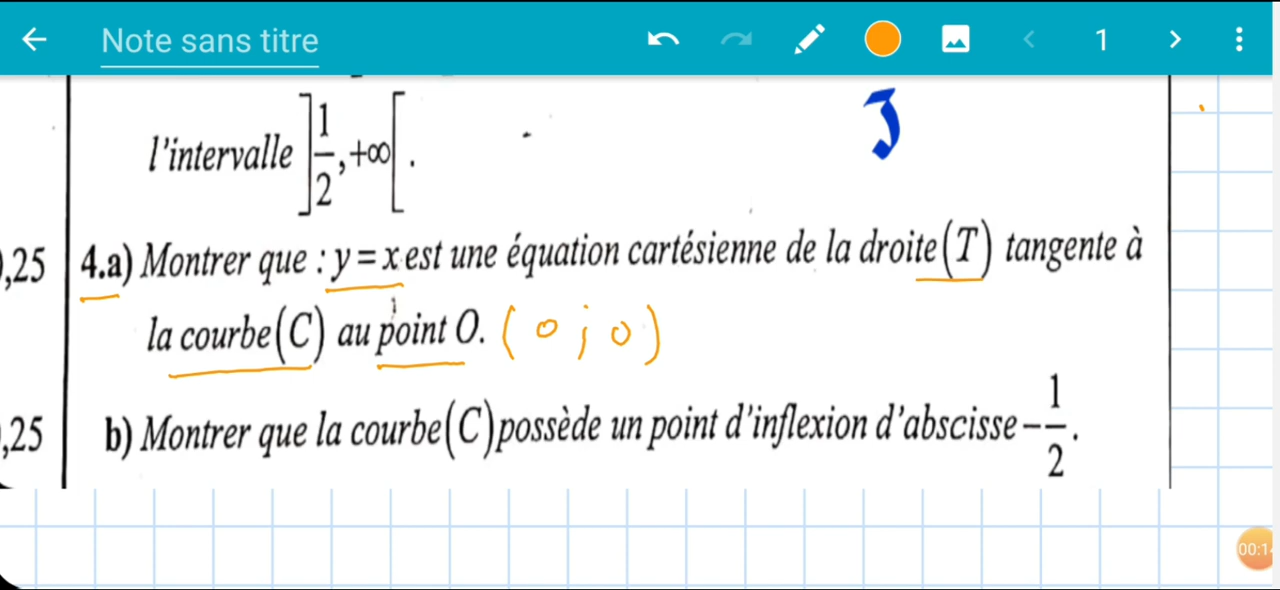 Note sans titre
1
l'intervalle ]1/2,+∞[.
,25 4.a) Montrer que : y = x est une équation cartésienne de la droite (T) tangente à
la courbe (C) au point O. (0 ; 0)
,25 b) Montrer que la courbe (C) possède un point d'inflexion d'abscisse -1/2.